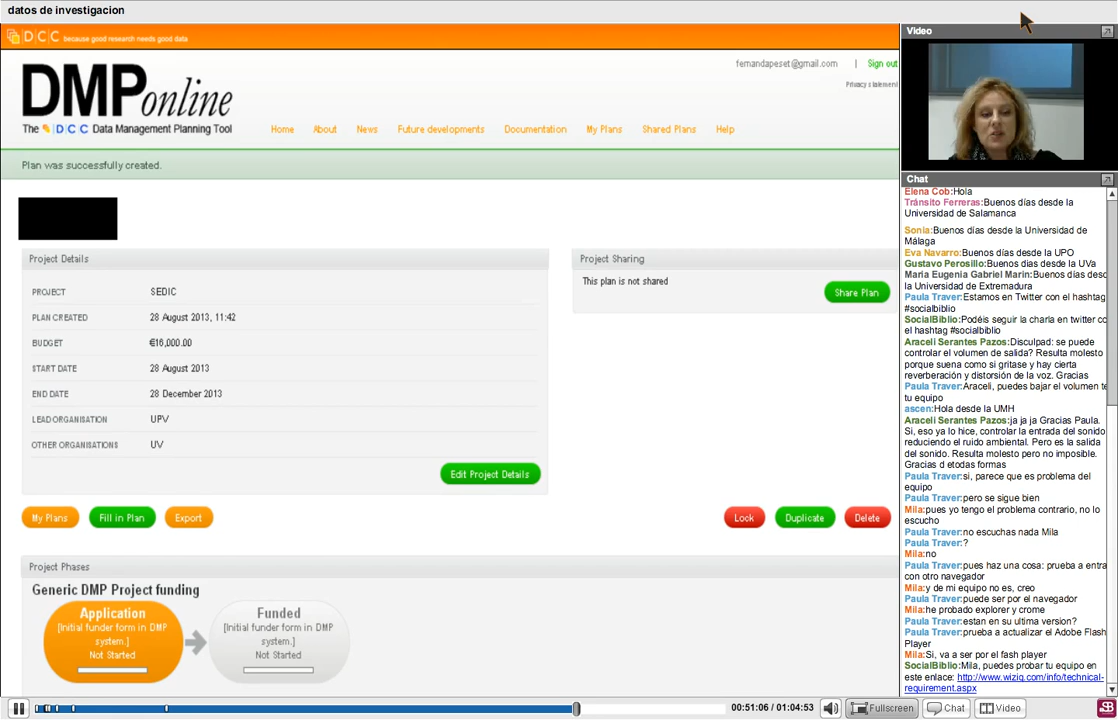 datos de investigacion
DCC because good research needs good data
fernandapeset@gmail.com | Sign out
Privacy statement
DMPonline
The DCC Data Management Planning Tool
Home About News Future developments Documentation My Plans Shared Plans Help
Plan was successfully created.
Project Details
PROJECT SEDIC
PLAN CREATED 28 August 2013, 11:42
BUDGET €16,000.00
START DATE 28 August 2013
END DATE 28 December 2013
LEAD ORGANISATION UPV
OTHER ORGANISATIONS UV
Edit Project Details
Project Sharing
This plan is not shared
Share Plan
My Plans Fill in Plan Export
Lock Duplicate Delete
Project Phases
Generic DMP Project funding
Application
[Initial funder form in DMP
system.]
Not Started
Funded
[Initial funder form in DMP
system.]
Not Started
Video
Chat
Elena Cob:Hola
Tránsito Ferreras:Buenos días desde la
Universidad de Salamanca
Sonia:Buenos días desde la Universidad de
Málaga
Eva Navarro:Buenos días desde la UPO
Gustavo Perosillo:Buenos dias desde la UVa
Maria Eugenia Gabriel Marin:Buenos días desd
la Universidad de Extremadura
Paula Traver:Estamos en Twitter con el hashtag
#socialbiblio
SocialBiblio:Podéis seguir la charla en twitter co
el hashtag #socialbiblio
Araceli Serantes Pazos:Disculpad: se puede
controlar el volumen de salida? Resulta molesto
porque suena como si gritase y hay cierta
reverberación y distorsión de la voz. Gracias
Paula Traver:Araceli, puedes bajar el volumen te
tu equipo
ascen:Hola desde la UMH
Araceli Serantes Pazos:ja ja ja Gracias Paula.
Si, eso ya lo hice, controlar la entrada del sonido
reduciendo el ruido ambiental. Pero es la salida
del sonido. Resulta molesto pero no imposible.
Gracias d etodas formas
Paula Traver:si, parece que es problema del
equipo
Paula Traver:pero se sigue bien
Mila:pues yo tengo el problema contrario, no lo
escucho
Paula Traver:no escuchas nada Mila
Paula Traver:?
Mila:no
Paula Traver:pues haz una cosa: prueba a entra
con otro navegador
Mila:y de mi equipo no es, creo
Paula Traver:puede ser por el navegador
Mila:he probado explorer y crome
Paula Traver:estan en su ultima version?
Paula Traver:prueba a actualizar el Adobe Flash
Player
Mila:Si, va a ser por el fash player
SocialBiblio:Mila, puedes probar tu equipo en
este enlace: http://www.wiziq.com/info/technical-
requirement.aspx
00:51:06 / 01:04:53 Fullscreen Chat Video